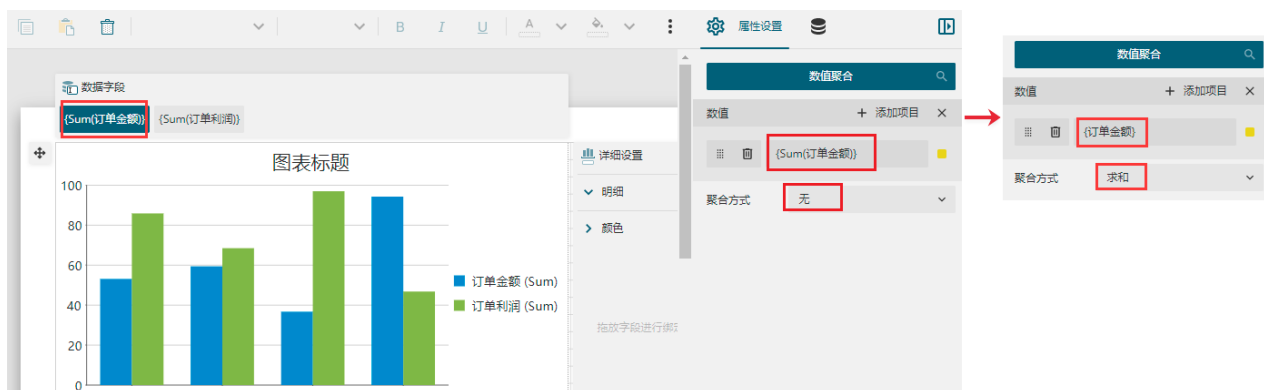 B I U A
属性设置
数据字段
{Sum(订单金额)} {Sum(订单利润)}
图表标题
100
80
60
40
20
0
订单金额 (Sum)
订单利润 (Sum)
详细设置
明细
颜色
拖放字段进行绑定
数值聚合
数值 + 添加项目 ×
{Sum(订单金额)}
聚合方式 无
数值聚合
数值 + 添加项目 ×
{订单金额}
聚合方式 求和